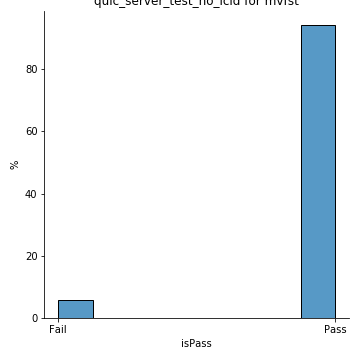 quic_server_test_no_icid for mvfst
%
80
60
40
20
0
Fail
Pass
isPass